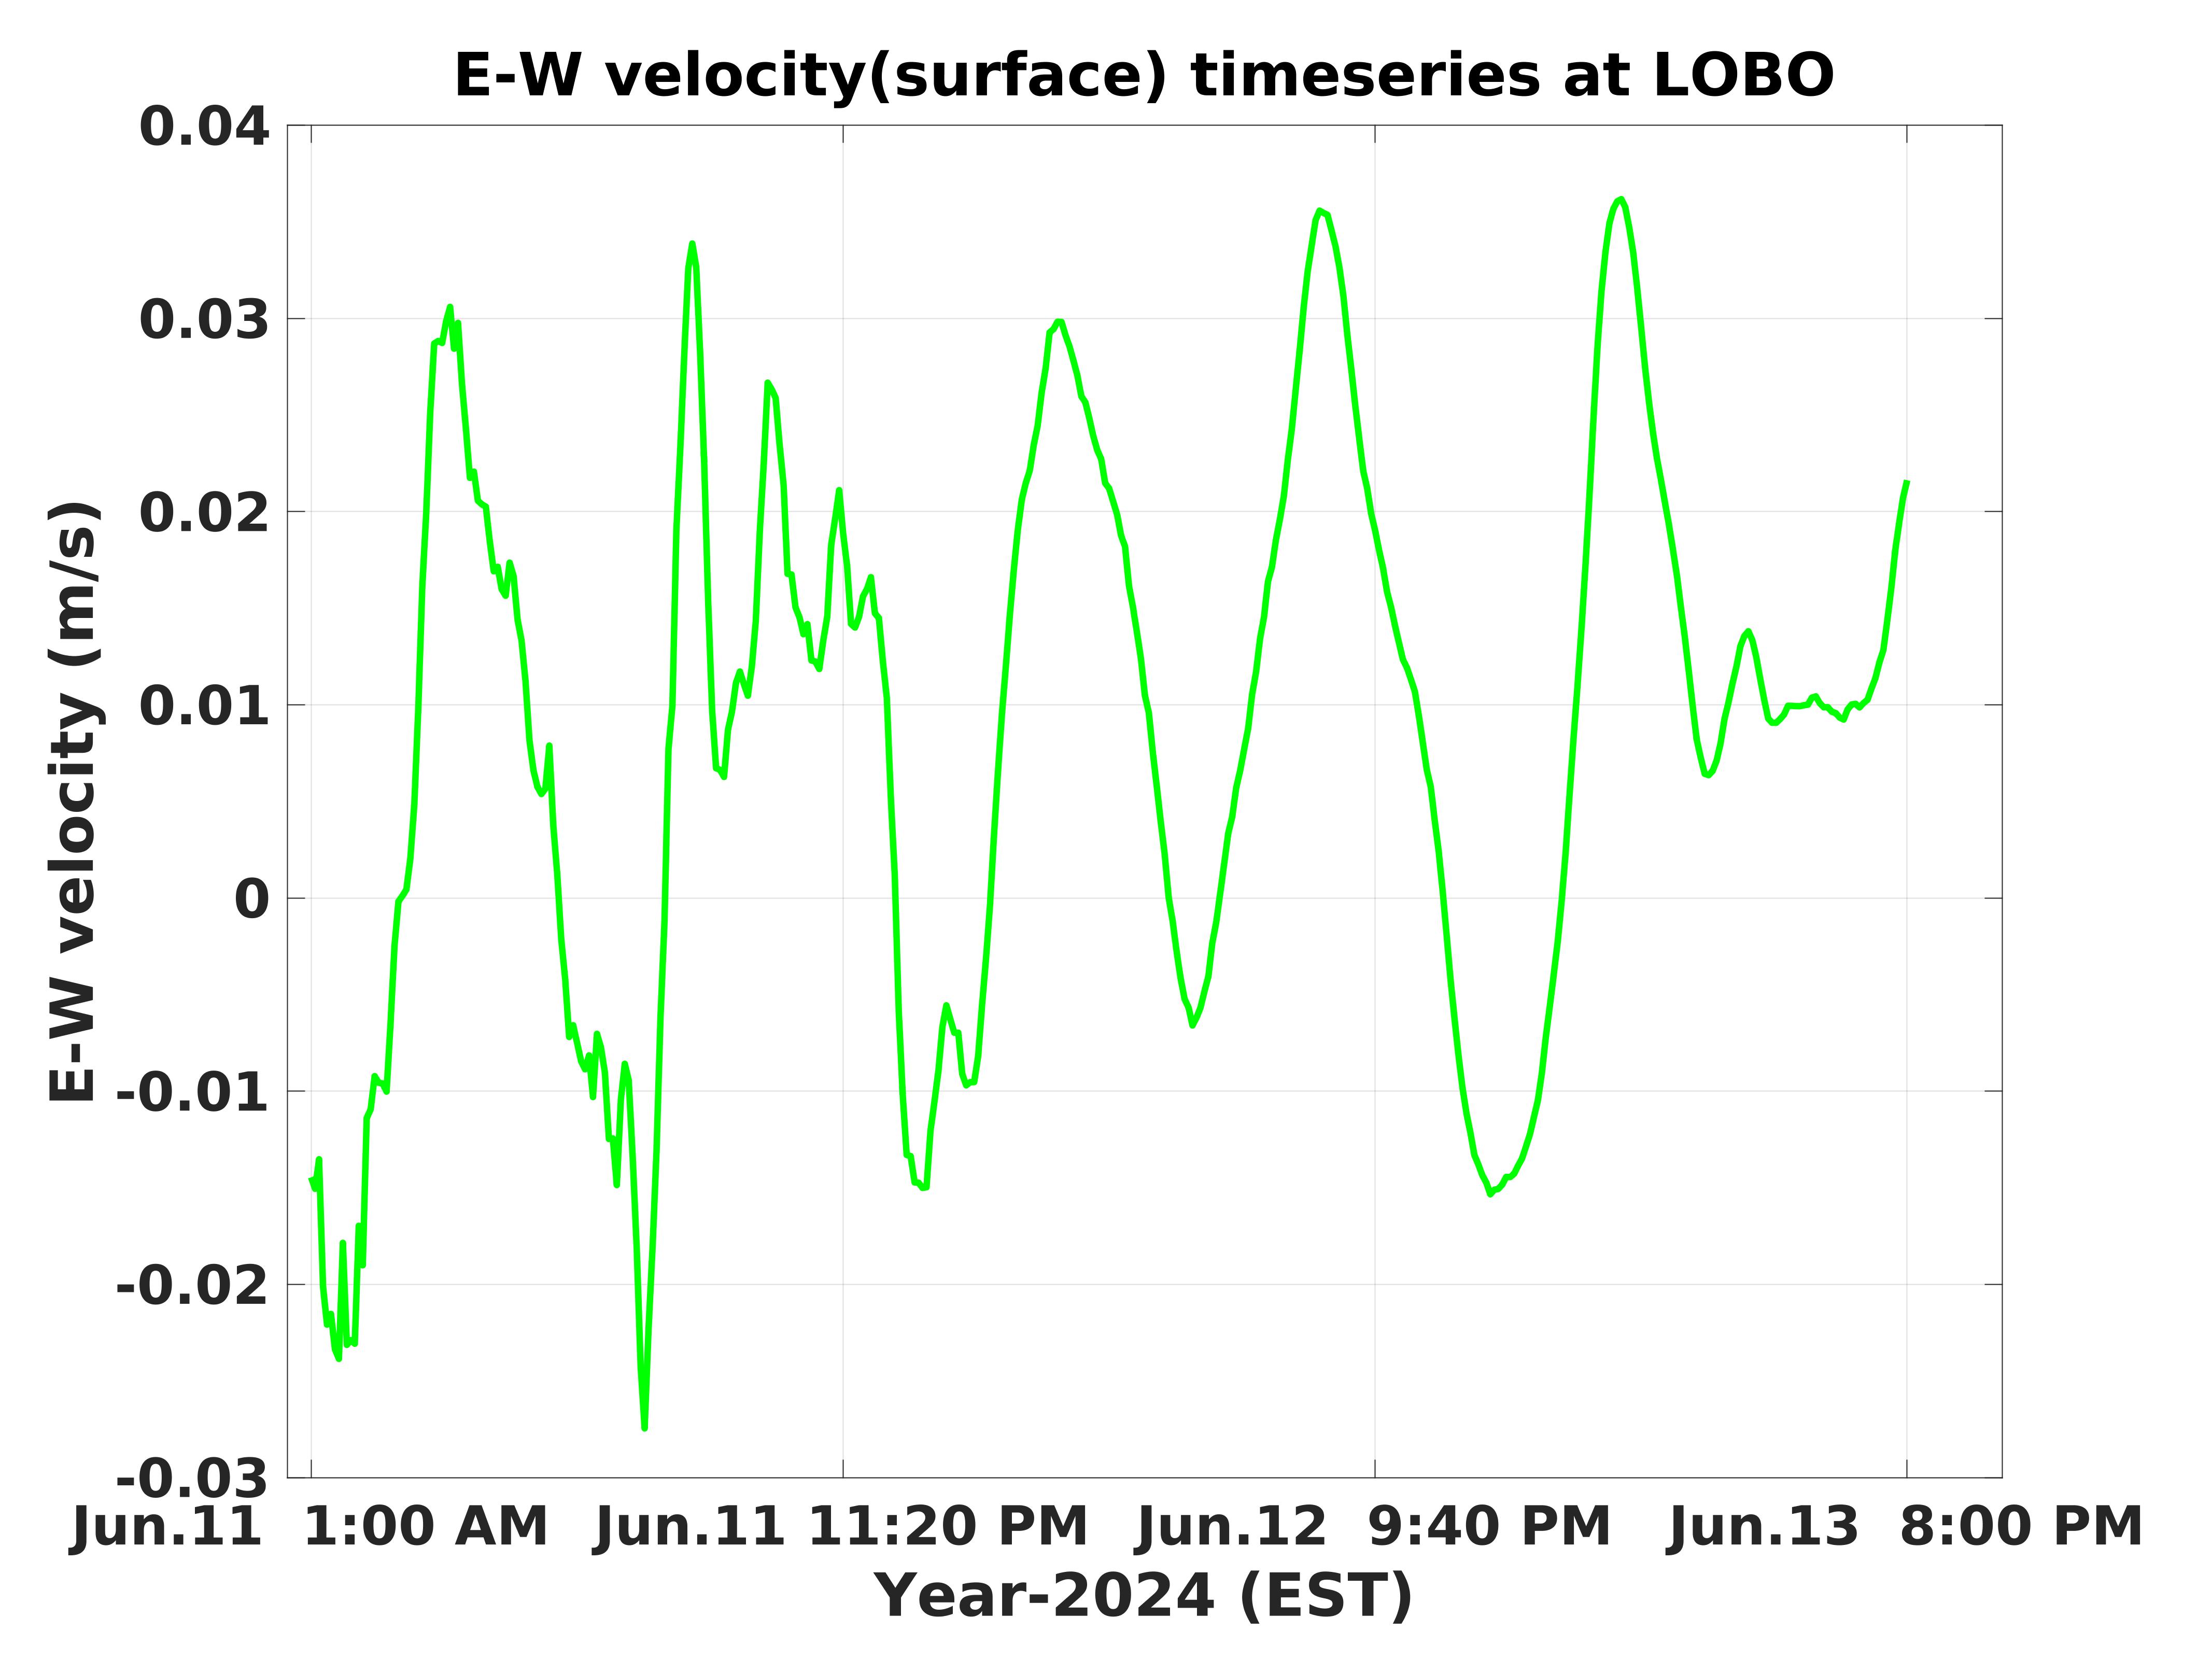 E-W velocity(surface) timeseries at LOBO
0.04
0.03
0.02
0.01
0
-0.01
-0.02
-0.03
E-W velocity (m/s)
Jun.11 1:00 AM Jun.11 11:20 PM Jun.12 9:40 PM Jun.13 8:00 PM
Year-2024 (EST)